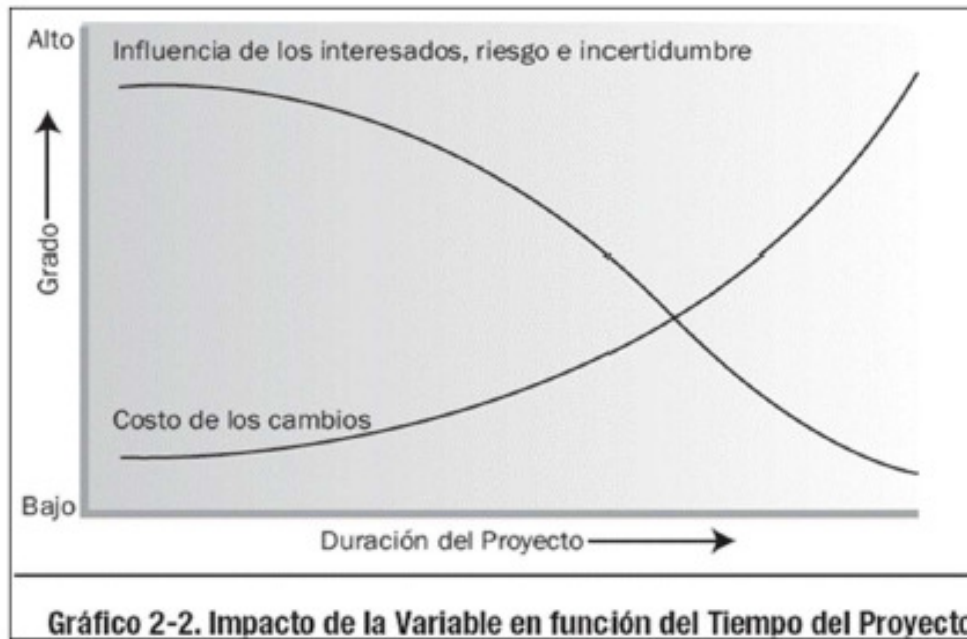 Alto
Influencia de los interesados, riesgo e incertidumbre
Grado
Costo de los cambios
Bajo
Duración del Proyecto
Gráfico 2-2. Impacto de la Variable en función del Tiempo del Proyecto